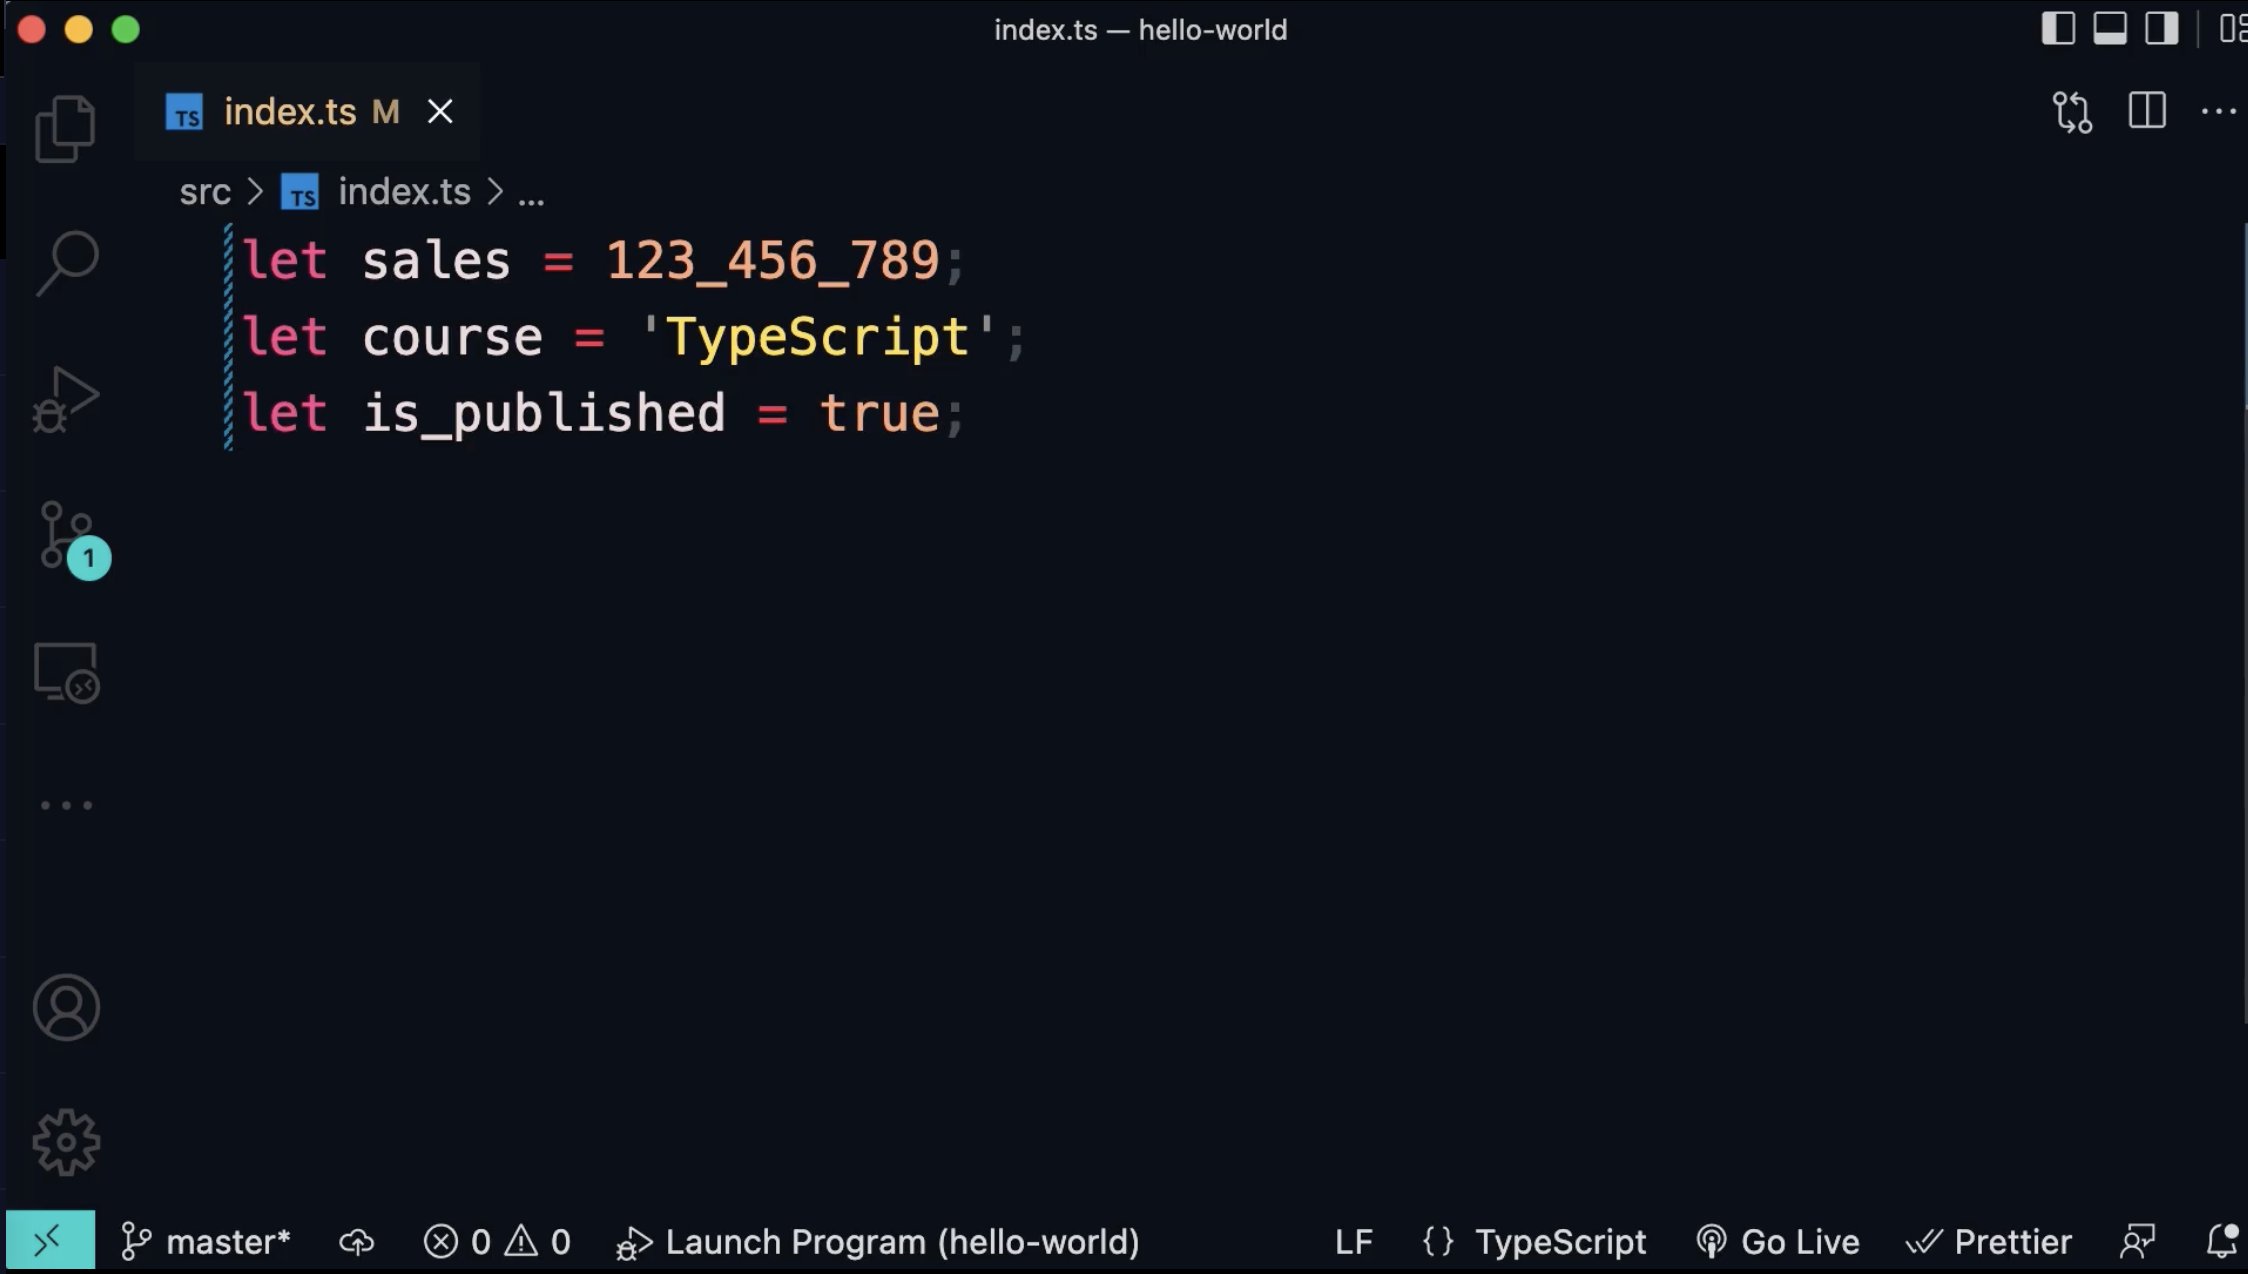 index.ts — hello-world
TS index.ts M
src > TS index.ts > ...
let sales = 123_456_789;
let course = 'TypeScript';
let is_published = true;
1
master* 0 0 Launch Program (hello-world) LF {} TypeScript Go Live Prettier